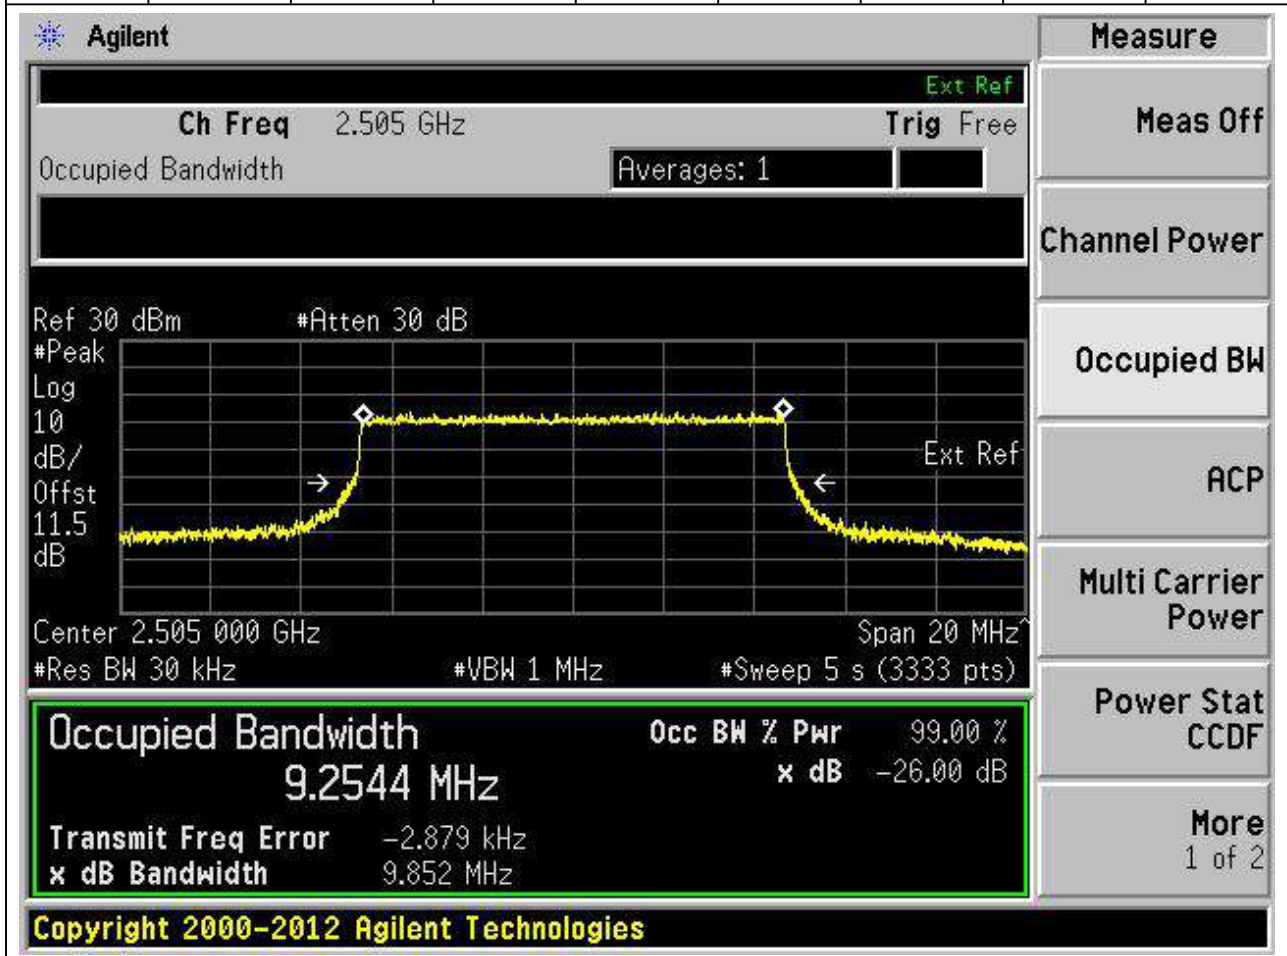 Agilent
Measure
Ext Ref
Ch Freq 2.505 GHz Trig Free
Meas Off
Occupied Bandwidth Averages: 1
Channel Power
Ref 30 dBm #Atten 30 dB
#Peak
Log
10
dB/
Offst
11.5
dB
Ext Ref
Occupied BW
ACP
Center 2.505 000 GHz Span 20 MHz^
#Res BW 30 kHz #VBW 1 MHz #Sweep 5 s (3333 pts)
Multi Carrier
Power
Occupied Bandwidth Occ BW % Pwr 99.00 %
9.2544 MHz x dB -26.00 dB
Transmit Freq Error -2.879 kHz
x dB Bandwidth 9.852 MHz
Power Stat
CCDF
More
1 of 2
Copyright 2000-2012 Agilent Technologies